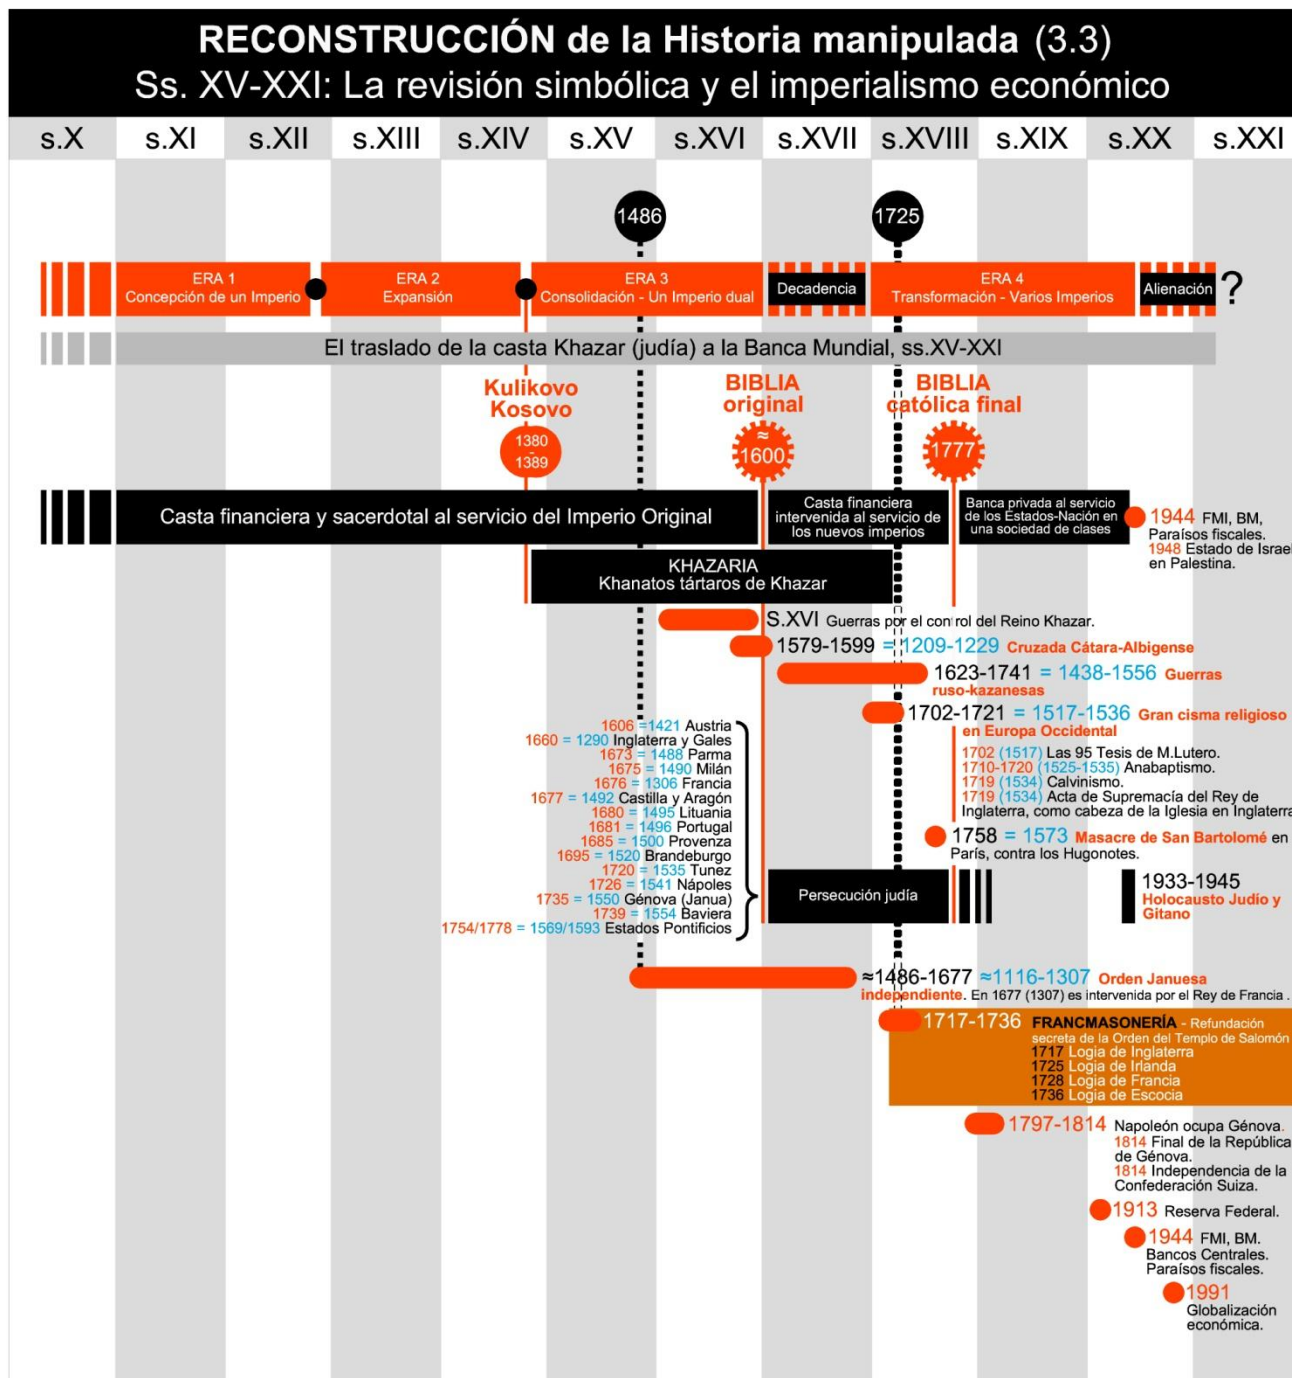 RECONSTRUCCIÓN de la Historia manipulada (3.3)
Ss. XV-XXI: La revisión simbólica y el imperialismo económico
s.X s.XI s.XII s.XIII s.XIV s.XV s.XVI s.XVII s.XVIII s.XIX s.XX s.XXI
1486
1725
ERA 1
Concepción de un Imperio
ERA 2
Expansión
ERA 3
Consolidación - Un Imperio dual
Decadencia
ERA 4
Transformación - Varios Imperios
Alienación
?
El traslado de la casta Khazar (judía) a la Banca Mundial, ss.XV-XXI
Kulikovo
Kosovo
1380
-
1389
BIBLIA
original
≈
1600
BIBLIA
católica final
1777
Casta financiera y sacerdotal al servicio del Imperio Original
Casta financiera
intervenida al servicio de
los nuevos imperios
Banca privada al servicio
de los Estados-Nación en
una sociedad de clases
1944 FMI, BM,
Paraísos fiscales.
1948 Estado de Israel
en Palestina.
KHAZARIA
Khanatos tártaros de Khazar
S.XVI Guerras por el control del Reino Khazar.
1579-1599 = 1209-1229 Cruzada Cátara-Albigense
1623-1741 = 1438-1556 Guerras
ruso-kazanesas
1702-1721 = 1517-1536 Gran cisma religioso
en Europa Occidental
1702 (1517) Las 95 Tesis de M.Lutero.
1710-1720 (1525-1535) Anabaptismo.
1719 (1534) Calvinismo.
1719 (1534) Acta de Supremacía del Rey de
Inglaterra, como cabeza de la Iglesia en Inglaterra
1758 = 1573 Masacre de San Bartolomé en
París, contra los Hugonotes.
1606 =1421 Austria
1660 = 1290 Inglaterra y Gales
1673 = 1488 Parma
1675 = 1490 Milán
1676 = 1306 Francia
1677 = 1492 Castilla y Aragón
1680 = 1495 Lituania
1681 = 1496 Portugal
1685 = 1500 Provenza
1695 = 1520 Brandeburgo
1720 = 1535 Tunez
1726 = 1541 Nápoles
1735 = 1550 Génova (Janua)
1739 = 1554 Baviera
1754/1778 = 1569/1593 Estados Pontificios
Persecución judía
1933-1945
Holocausto Judío y
Gitano
≈1486-1677 ≈1116-1307 Orden Januesa
independiente. En 1677 (1307) es intervenida por el Rey de Francia .
1717-1736 FRANCMASONERÍA - Refundación
secreta de la Orden del Templo de Salomón
1717 Logia de Inglaterra
1725 Logia de Irlanda
1728 Logia de Francia
1736 Logia de Escocia
1797-1814 Napoleón ocupa Génova.
1814 Final de la República
de Génova.
1814 Independencia de la
Confederación Suiza.
1913 Reserva Federal.
1944 FMI, BM.
Bancos Centrales.
Paraísos fiscales.
1991
Globalización
económica.